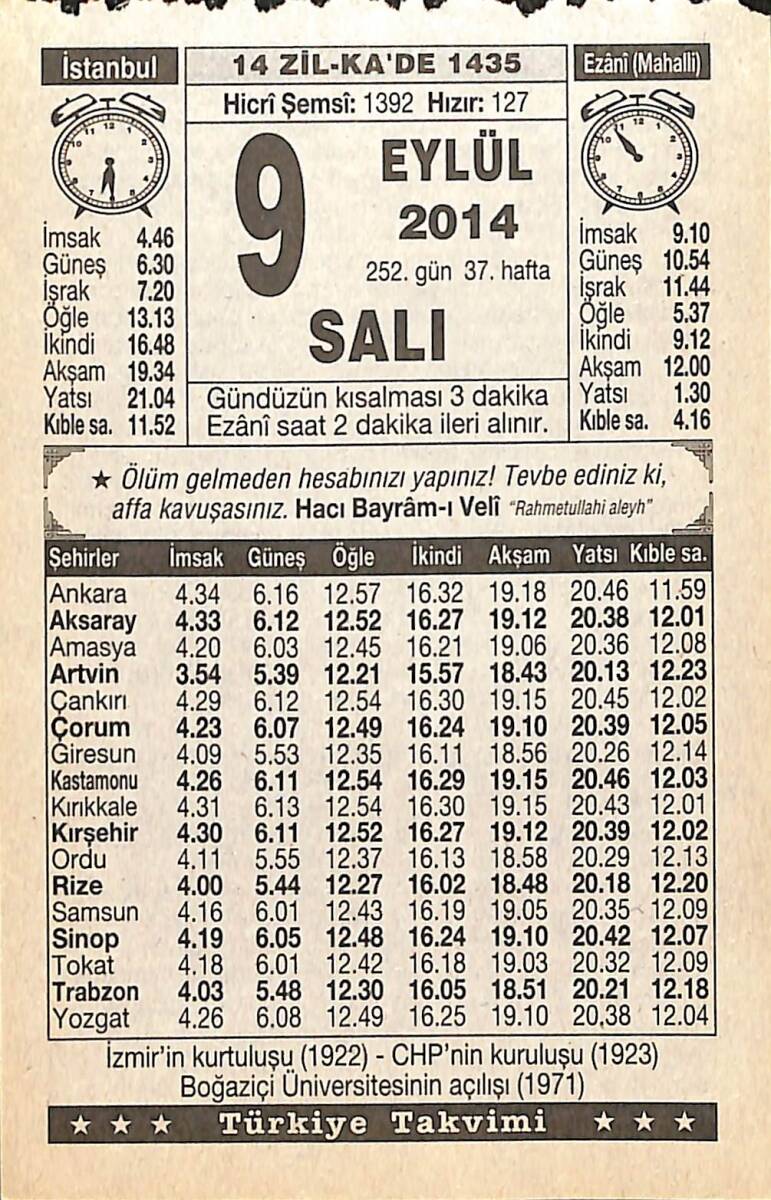 İstanbul
14 ZİL-KA'DE 1435
Ezânî (Mahallî)
Hicrî Şemsî: 1392 Hızır: 127
9
EYLÜL
2014
252. gün 37. hafta
SALI
İmsak 4.46
Güneş 6.30
İşrak 7.20
Öğle 13.13
İkindi 16.48
Akşam 19.34
Yatsı 21.04
Kıble sa. 11.52
İmsak 9.10
Güneş 10.54
İşrak 11.44
Öğle 5.37
İkindi 9.12
Akşam 12.00
Yatsı 1.30
Kıble sa. 4.16
Gündüzün kısalması 3 dakika
Ezânî saat 2 dakika ileri alınır.
★ Ölüm gelmeden hesabınızı yapınız! Tevbe ediniz ki,
affa kavuşasınız. Hacı Bayrâm-ı Velî "Rahmetullahi aleyh"
Şehirler İmsak Güneş Öğle İkindi Akşam Yatsı Kıble sa.
Ankara 4.34 6.16 12.57 16.32 19.18 20.46 11.59
Aksaray 4.33 6.12 12.52 16.27 19.12 20.38 12.01
Amasya 4.20 6.03 12.45 16.21 19.06 20.36 12.08
Artvin 3.54 5.39 12.21 15.57 18.43 20.13 12.23
Çankırı 4.29 6.12 12.54 16.30 19.15 20.45 12.02
Çorum 4.23 6.07 12.49 16.24 19.10 20.39 12.05
Giresun 4.09 5.53 12.35 16.11 18.56 20.26 12.14
Kastamonu 4.26 6.11 12.54 16.29 19.15 20.46 12.03
Kırıkkale 4.31 6.13 12.54 16.30 19.15 20.43 12.01
Kırşehir 4.30 6.11 12.52 16.27 19.12 20.39 12.02
Ordu 4.11 5.55 12.37 16.13 18.58 20.29 12.13
Rize 4.00 5.44 12.27 16.02 18.48 20.18 12.20
Samsun 4.16 6.01 12.43 16.19 19.05 20.35 12.09
Sinop 4.19 6.05 12.48 16.24 19.10 20.42 12.07
Tokat 4.18 6.01 12.42 16.18 19.03 20.32 12.09
Trabzon 4.03 5.48 12.30 16.05 18.51 20.21 12.18
Yozgat 4.26 6.08 12.49 16.25 19.10 20.38 12.04
İzmir'in kurtuluşu (1922) - CHP'nin kuruluşu (1923)
Boğaziçi Üniversitesinin açılışı (1971)
★ ★ ★ Türkiye Takvimi ★ ★ ★